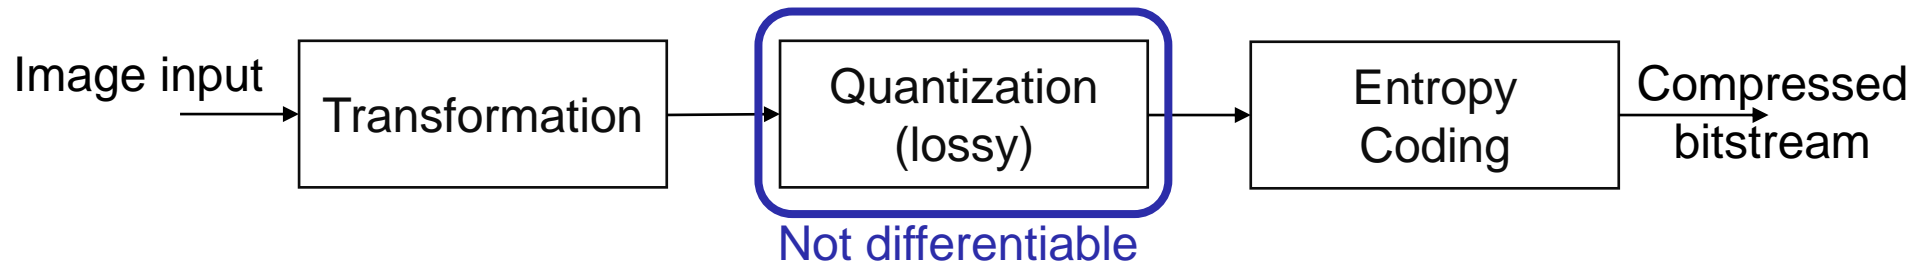 Image input
Transformation
Quantization
(lossy)
Entropy
Coding
Compressed
bitstream
Not differentiable